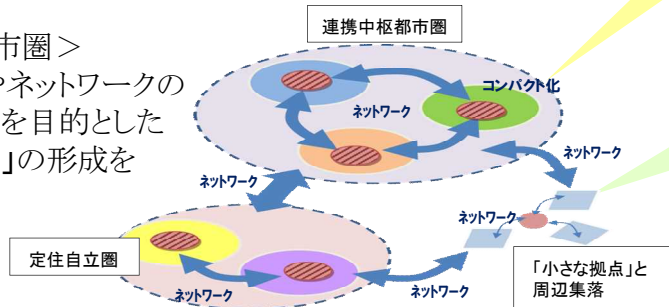 市圏>
ネットワークの
を目的とした
」の形成を
連携中枢都市圏
コンパクト化
ネットワーク
ネットワーク
ネットワーク
ネットワーク
定住自立圏
ネットワーク
ネットワーク
「小さな拠点」と
周辺集落